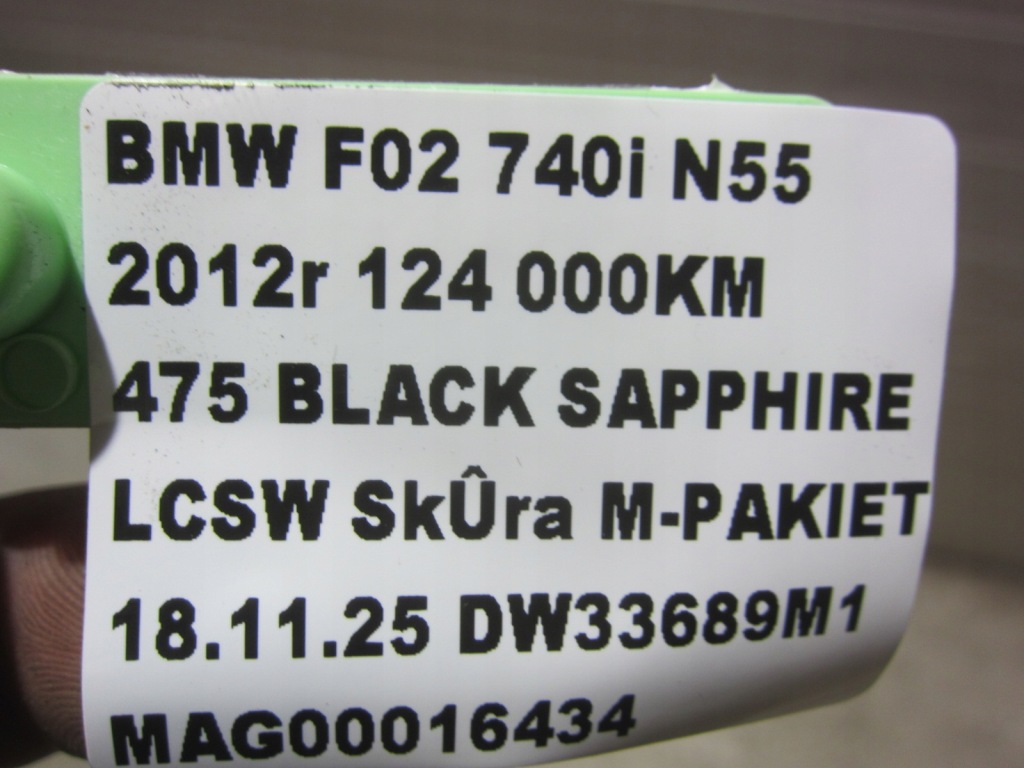 BMW F02 740i N55
2012r 124 000KM
475 BLACK SAPPHIRE
LCSW SkÛra M-PAKIET
18.11.25 DW33689M1
MAG00016434